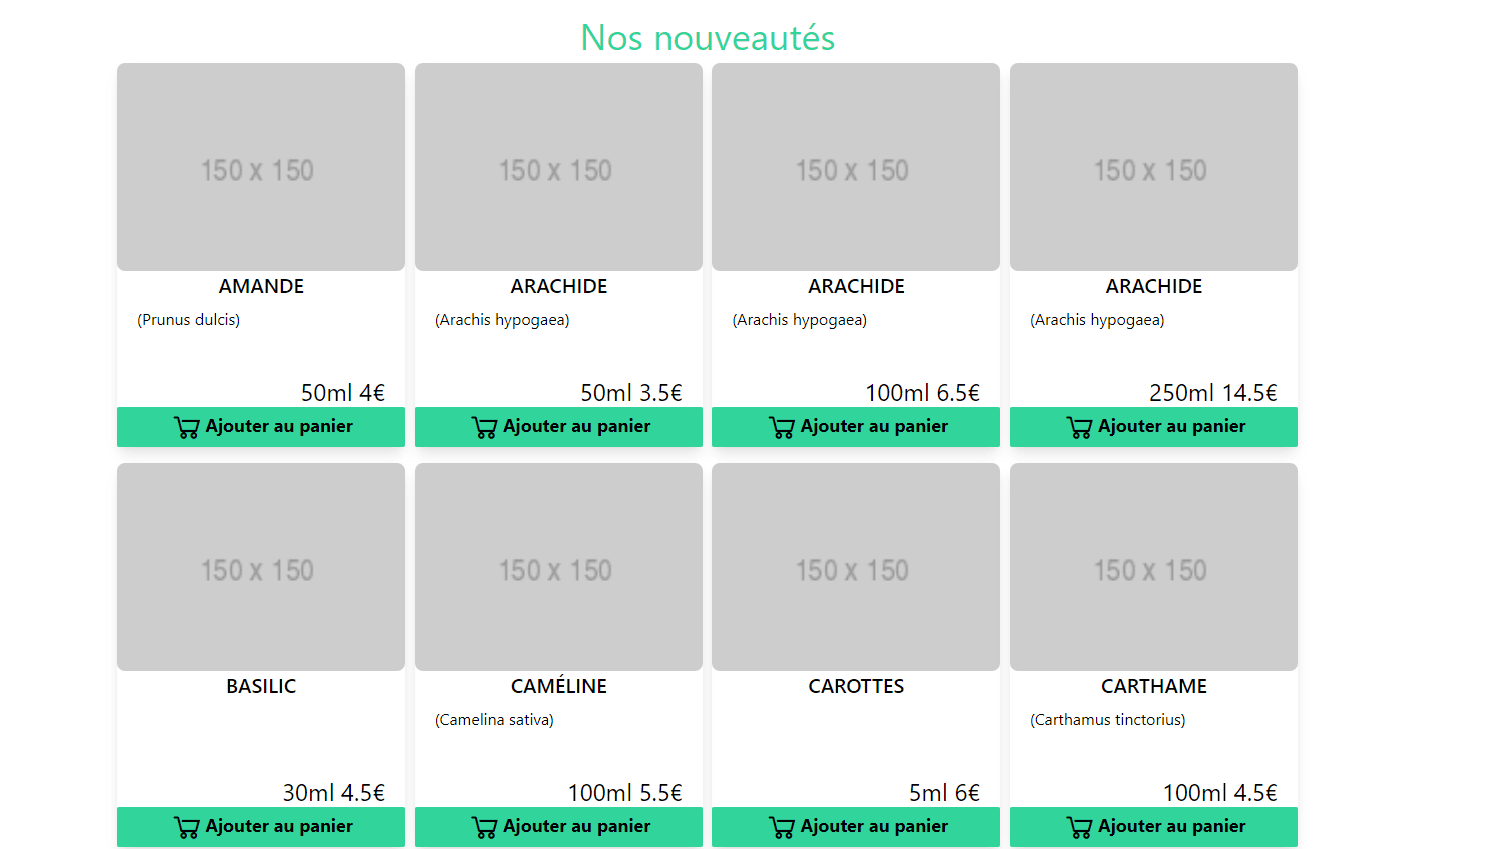 Nos nouveautés
150 x 150
150 x 150
150 x 150
150 x 150
AMANDE
ARACHIDE
ARACHIDE
ARACHIDE
(Prunus dulcis)
(Arachis hypogaea)
(Arachis hypogaea)
(Arachis hypogaea)
50ml 4€
50ml 3.5€
100ml 6.5€
250ml 14.5€
Ajouter au panier
Ajouter au panier
Ajouter au panier
Ajouter au panier
150 x 150
150 x 150
150 x 150
150 x 150
BASILIC
CAMÉLINE
CAROTTES
CARTHAME
(Camelina sativa)
(Carthamus tinctorius)
30ml 4.5€
100ml 5.5€
5ml 6€
100ml 4.5€
Ajouter au panier
Ajouter au panier
Ajouter au panier
Ajouter au panier